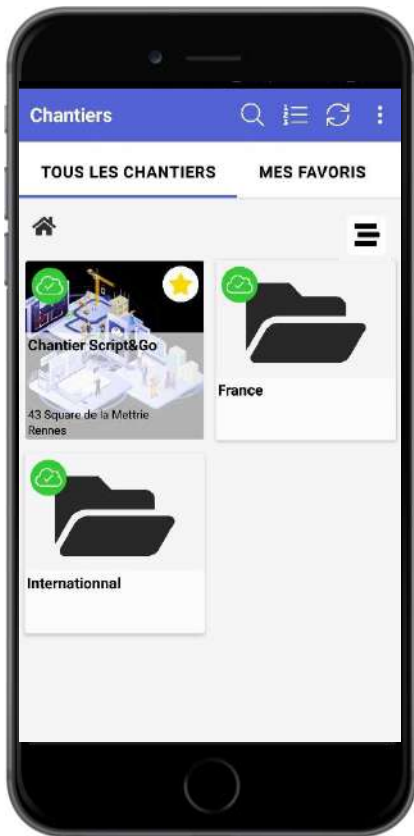 Chantiers
TOUS LES CHANTIERS MES FAVORIS
Chantier Script&Go
43 Square de la Mettrie
Rennes
France
Internationnal